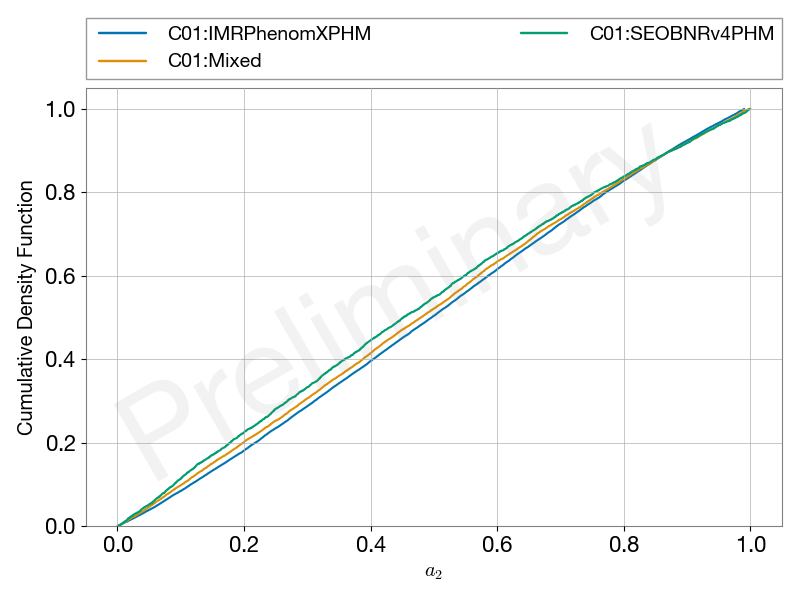 C01:IMRPhenomXPHM
C01:Mixed
C01:SEOBNRv4PHM
Preliminary
Cumulative Density Function
1.0
0.8
0.6
0.4
0.2
0.0
0.0 0.2 0.4 0.6 0.8 1.0
a₂